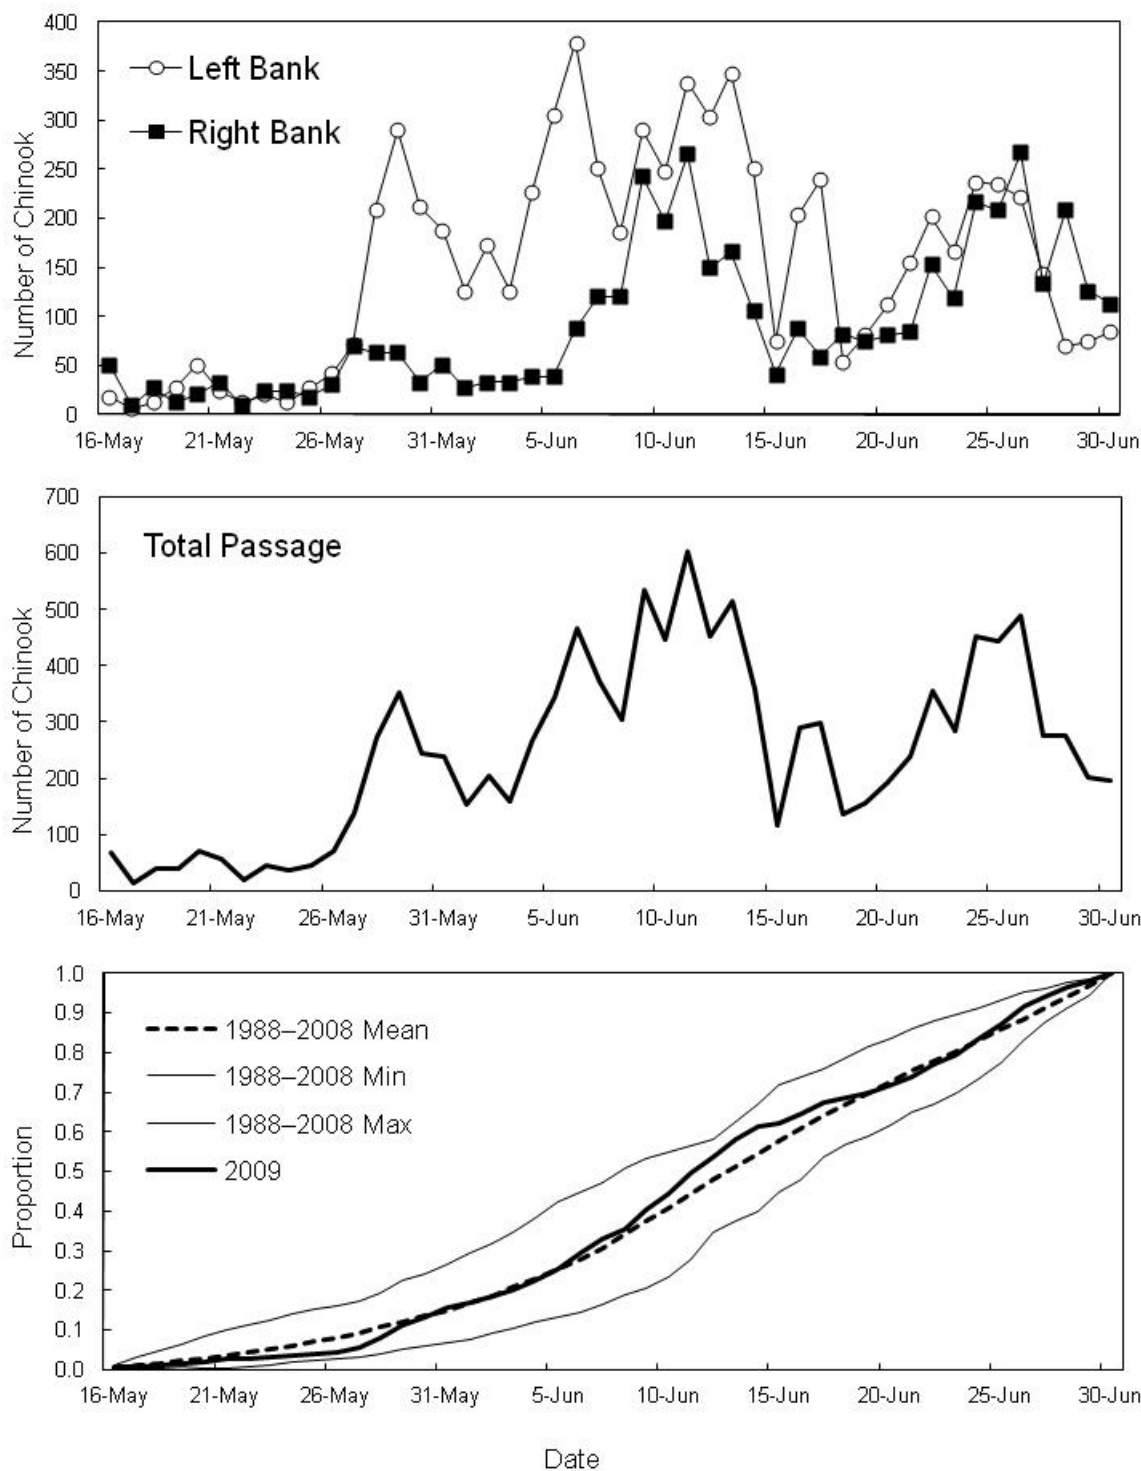 400
350
300
250
200
150
100
50
0
Number of Chinook
Left Bank
Right Bank
16-May 21-May 26-May 31-May 5-Jun 10-Jun 15-Jun 20-Jun 25-Jun 30-Jun
700
600
500
400
300
200
100
0
Number of Chinook
Total Passage
16-May 21-May 26-May 31-May 5-Jun 10-Jun 15-Jun 20-Jun 25-Jun 30-Jun
1.0
0.9
0.8
0.7
0.6
0.5
0.4
0.3
0.2
0.1
0.0
Proportion
1988–2008 Mean
1988–2008 Min
1988–2008 Max
2009
16-May 21-May 26-May 31-May 5-Jun 10-Jun 15-Jun 20-Jun 25-Jun 30-Jun
Date